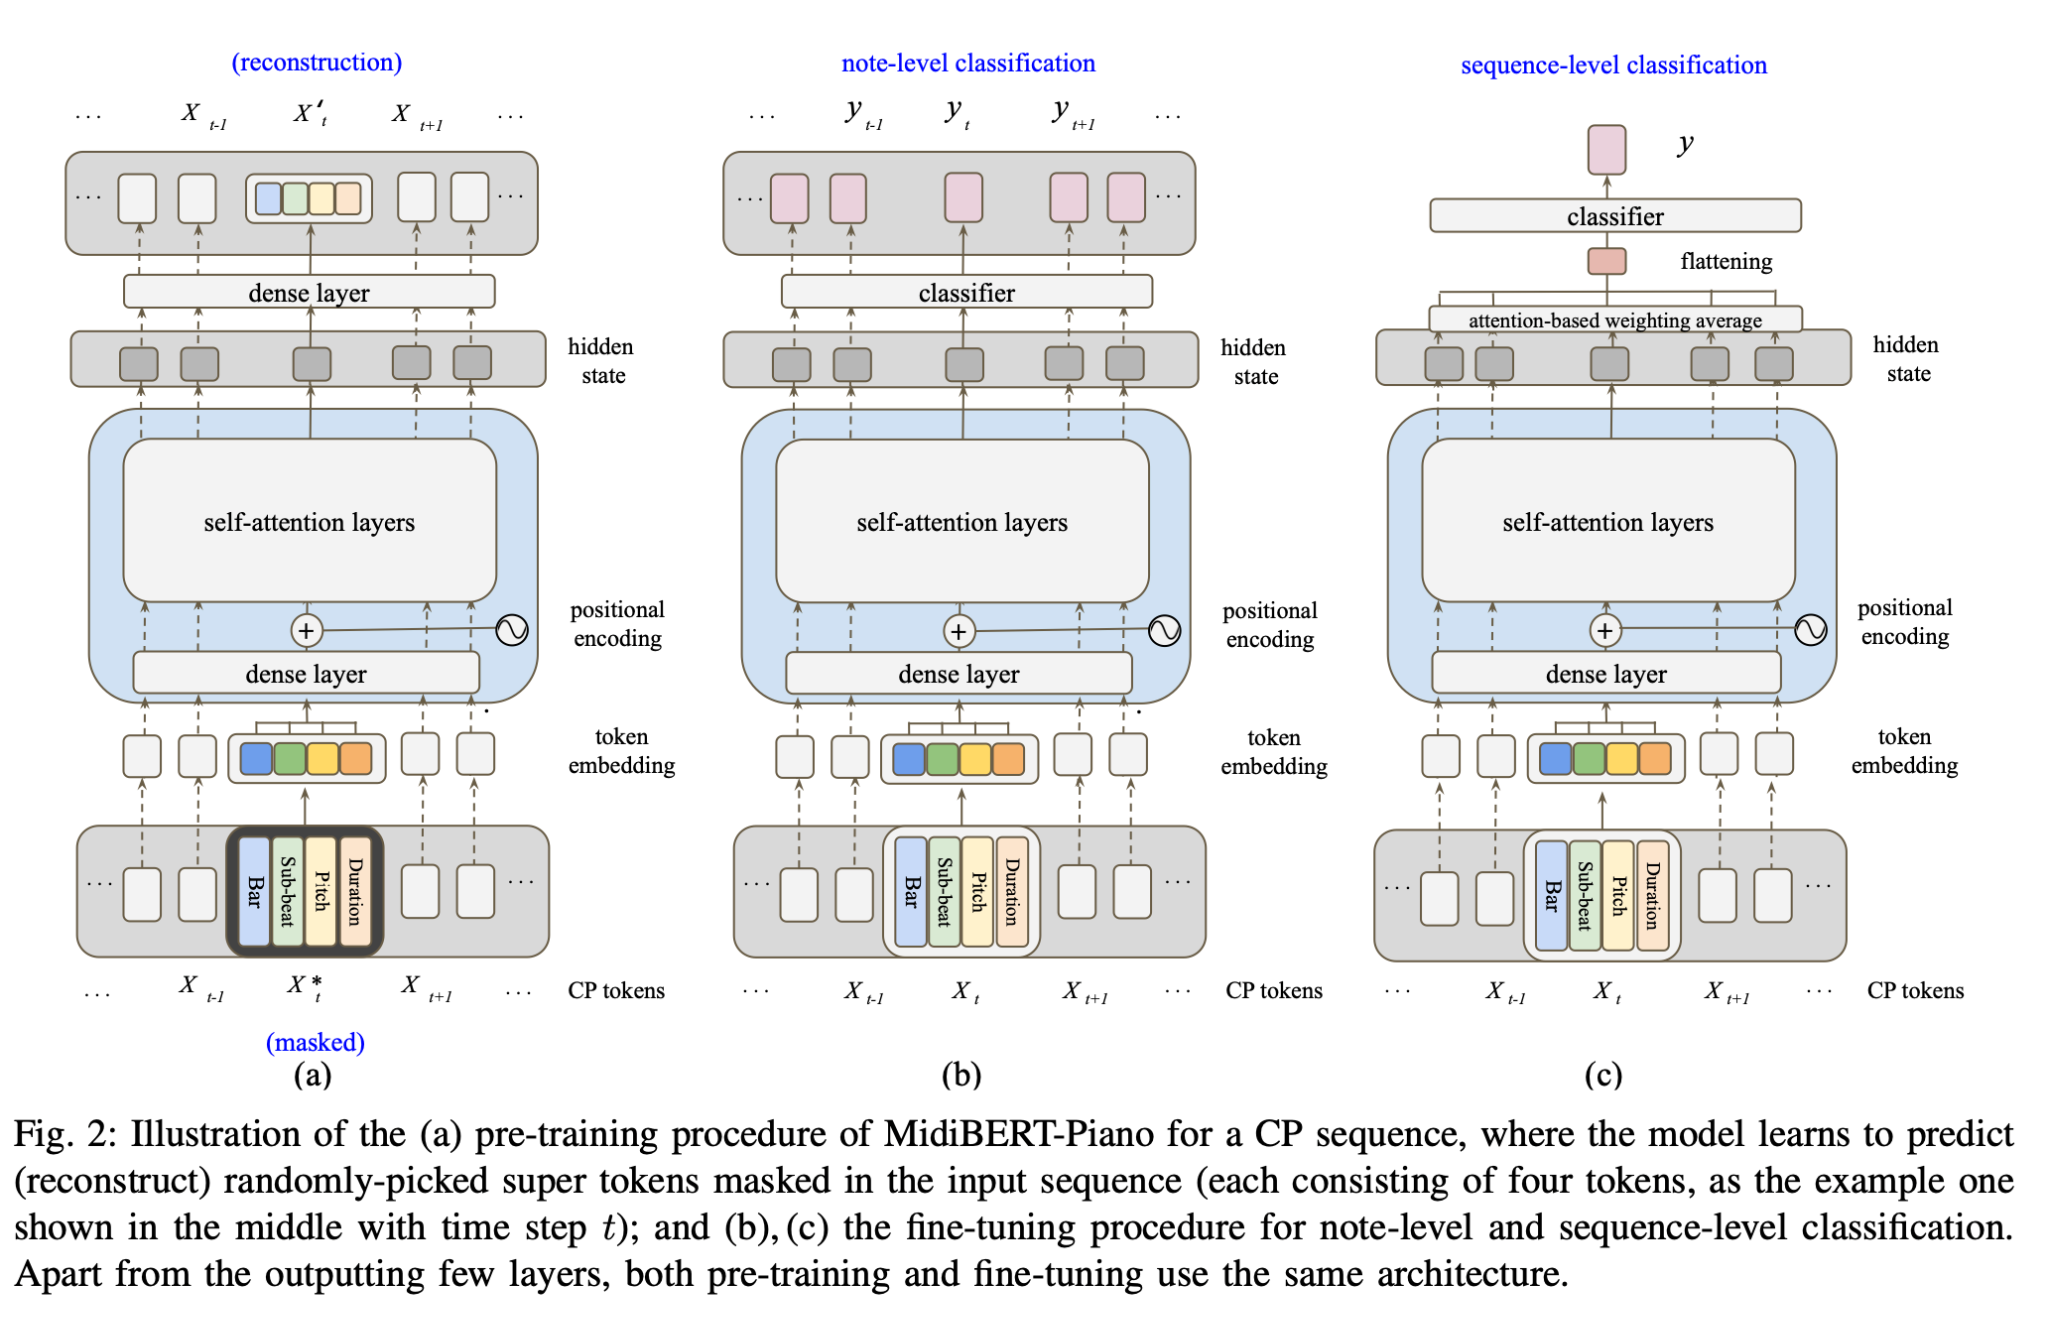 (reconstruction)
... X t-1 X′t X t+1 ...
... ...
dense layer
hidden
state
self-attention layers
+
positional
encoding
dense layer
.
token
embedding
... Bar Sub-beat Pitch Duration ...
... X t-1 X*t X t+1 ... CP tokens
(masked)
(a)
note-level classification
... y t-1 y t y t+1 ...
... ...
classifier
hidden
state
self-attention layers
+
positional
encoding
dense layer
.
token
embedding
... Bar Sub-beat Pitch Duration ...
... X t-1 X t X t+1 ... CP tokens
(b)
sequence-level classification
y
classifier
flattening
attention-based weighting average
hidden
state
self-attention layers
+
positional
encoding
dense layer
token
embedding
... Bar Sub-beat Pitch Duration ...
... X t-1 X t X t+1 ... CP tokens
(c)
Fig. 2: Illustration of the (a) pre-training procedure of MidiBERT-Piano for a CP sequence, where the model learns to predict
(reconstruct) randomly-picked super tokens masked in the input sequence (each consisting of four tokens, as the example one
shown in the middle with time step t); and (b), (c) the fine-tuning procedure for note-level and sequence-level classification.
Apart from the outputting few layers, both pre-training and fine-tuning use the same architecture.